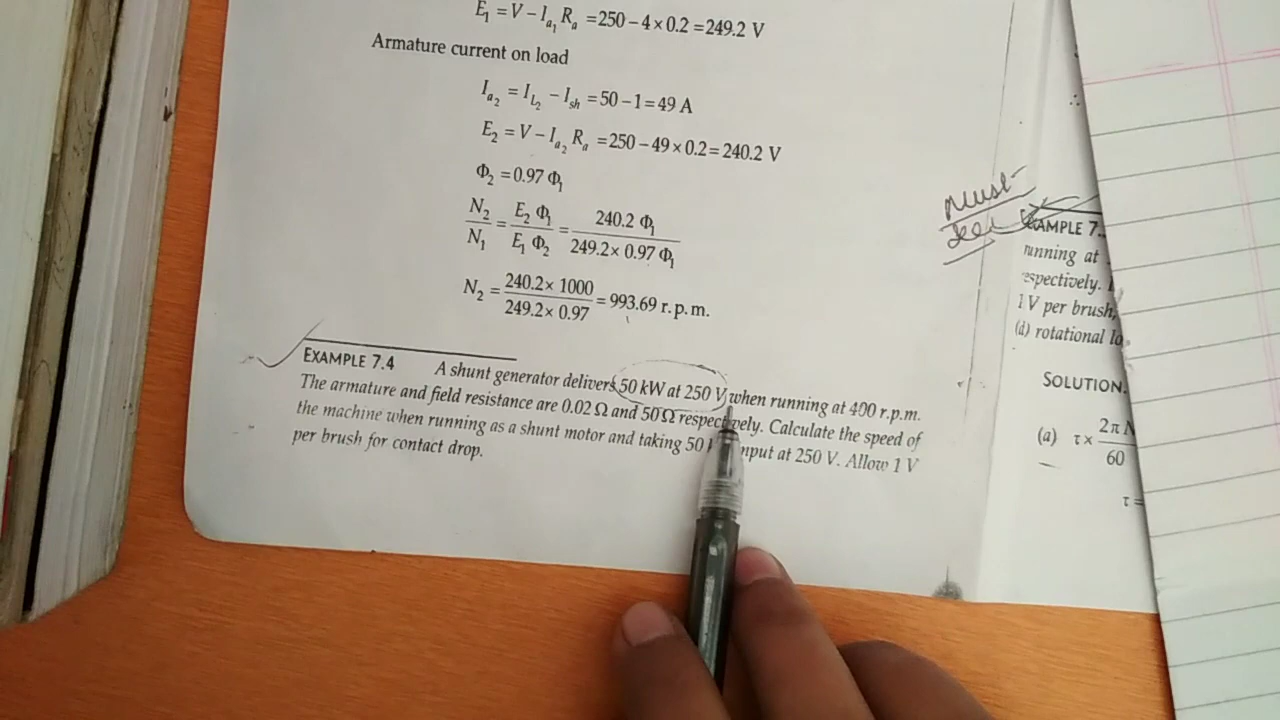 E₁ = V – Iₐ₁ Rₐ = 250 – 4 × 0.2 = 249.2 V
Armature current on load
Iₐ₂ = I_L₂ – I_sh = 50 – 1 = 49 A
E₂ = V – Iₐ₂ Rₐ = 250 – 49 × 0.2 = 240.2 V
Φ₂ = 0.97 Φ₁
N₂/N₁ = E₂ Φ₁/E₁ Φ₂ = 240.2 Φ₁/249.2 × 0.97 Φ₁
N₂ = 240.2 × 1000/249.2 × 0.97 = 993.69 r.p.m.
EXAMPLE 7.4 A shunt generator delivers 50 kW at 250 V when running at 400 r.p.m.
The armature and field resistance are 0.02 Ω and 50 Ω respectively. Calculate the speed of
the machine when running as a shunt motor and taking 50 input at 250 V. Allow 1 V
per brush for contact drop.
Must
EXAMPLE 7.
running at
respectively.
1 V per brush,
(d) rotational
SOLUTION.
(a) τ × 2π N/60
τ =